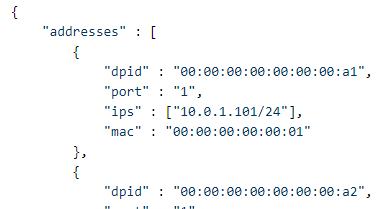 {
"addresses" : [
{
"dpid" : "00:00:00:00:00:00:00:a1",
"port" : "1",
"ips" : ["10.0.1.101/24"],
"mac" : "00:00:00:00:00:01"
},
{
"dpid" : "00:00:00:00:00:00:00:a2",